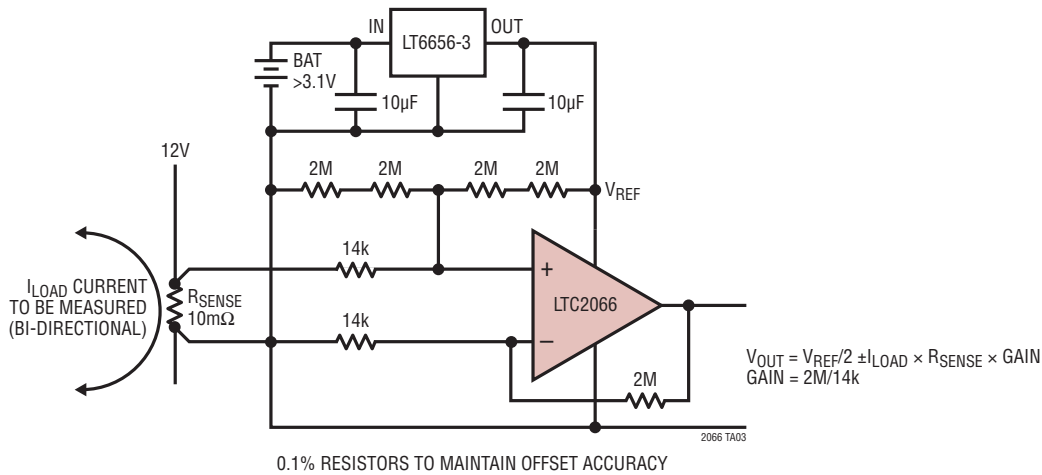 IN
LT6656-3
OUT
BAT
>3.1V
10µF
10µF
12V
2M
2M
2M
2M
VREF
14k
ILOAD CURRENT
TO BE MEASURED
(BI-DIRECTIONAL)
RSENSE
10mΩ
+
LTC2066
14k
–
VOUT = VREF/2 ±ILOAD × RSENSE × GAIN
GAIN = 2M/14k
2M
2066 TA03
0.1% RESISTORS TO MAINTAIN OFFSET ACCURACY